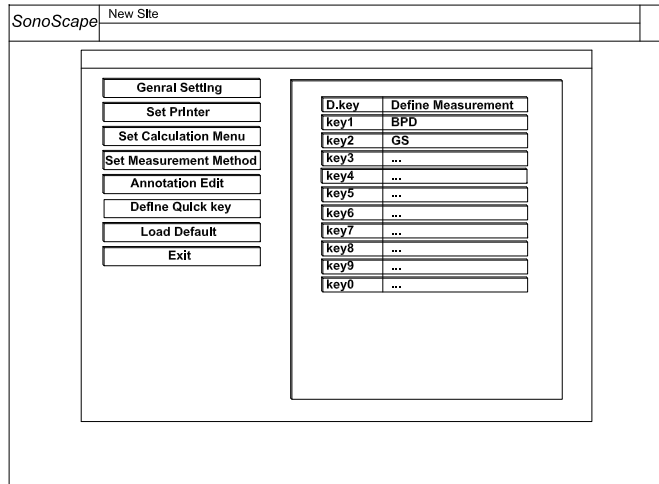 SonoScape
New Site
Genral Setting
Set Printer
Set Calculation Menu
Set Measurement Method
Annotation Edit
Define Quick key
Load Default
Exit
D.key Define Measurement
key1 BPD
key2 GS
key3 ...
key4 ...
key5 ...
key6 ...
key7 ...
key8 ...
key9 ...
key0 ...